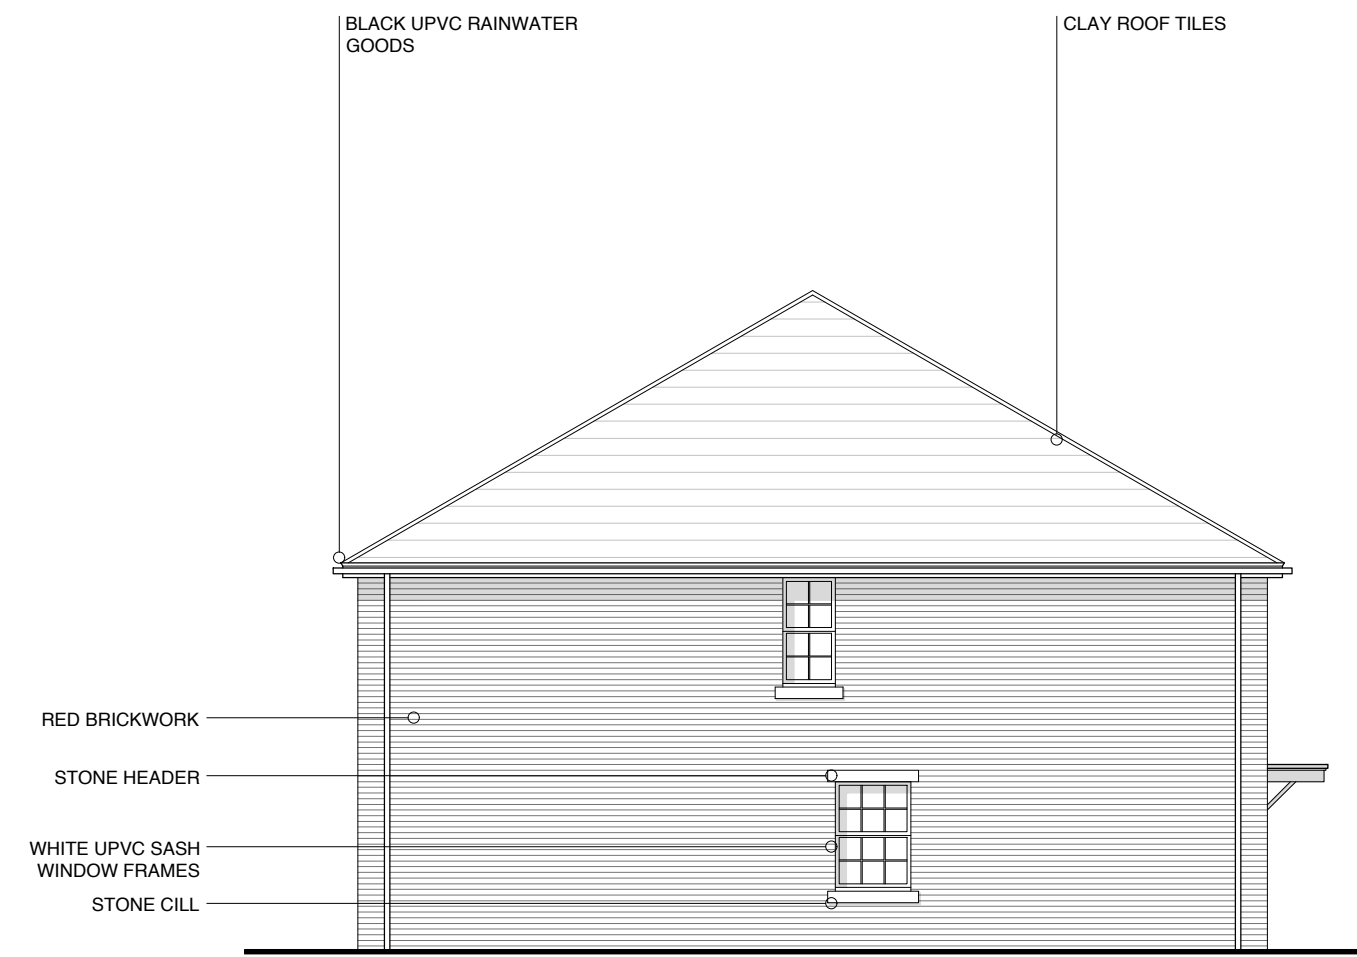 BLACK UPVC RAINWATER
GOODS
CLAY ROOF TILES
RED BRICKWORK
STONE HEADER
WHITE UPVC SASH
WINDOW FRAMES
STONE CILL